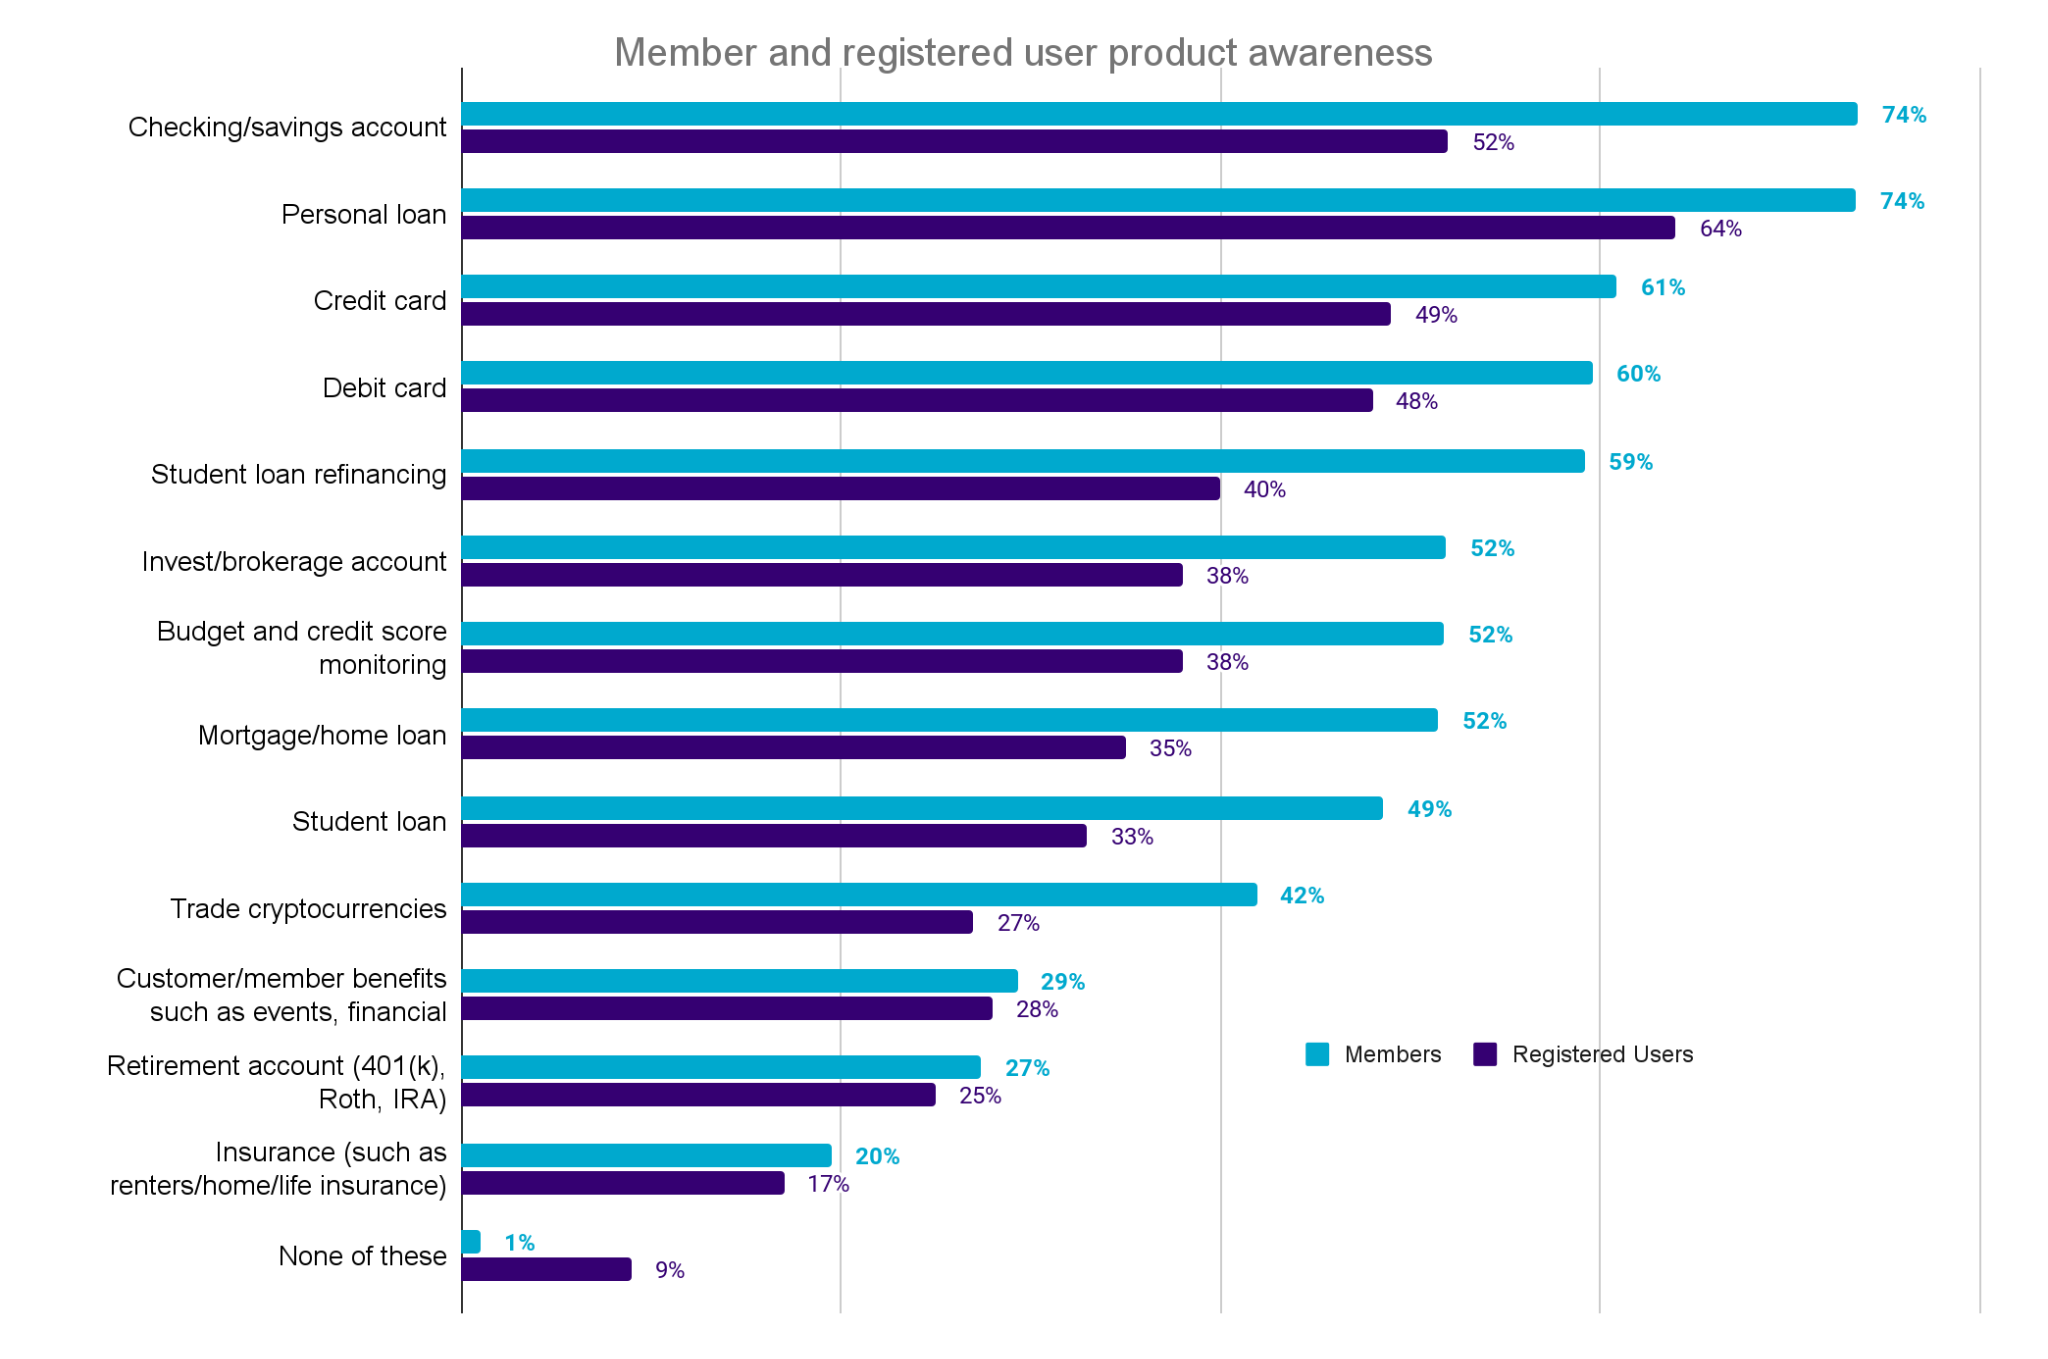 Member and registered user product awareness
Checking/savings account
74%
52%
Personal loan
74%
64%
Credit card
61%
49%
Debit card
60%
48%
Student loan refinancing
59%
40%
Invest/brokerage account
52%
38%
Budget and credit score
monitoring
52%
38%
Mortgage/home loan
52%
35%
Student loan
49%
33%
Trade cryptocurrencies
42%
27%
Customer/member benefits
such as events, financial
29%
28%
Members
Registered Users
Retirement account (401(k),
Roth, IRA)
27%
25%
Insurance (such as
renters/home/life insurance)
20%
17%
None of these
1%
9%